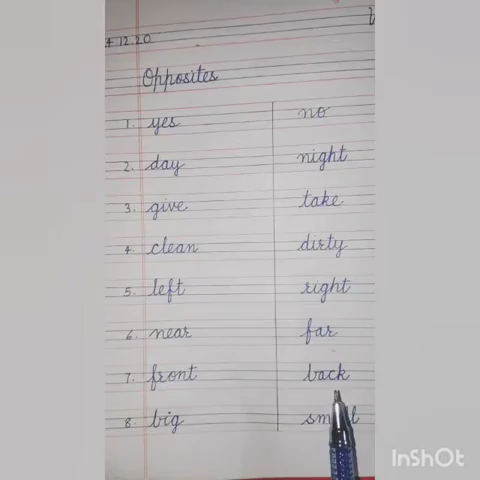 4.12.20
Opposites
1. yes no
2. day night
3. give take
4. clean dirty
5. left right
6. near far
7. front back
8. big
InShOt